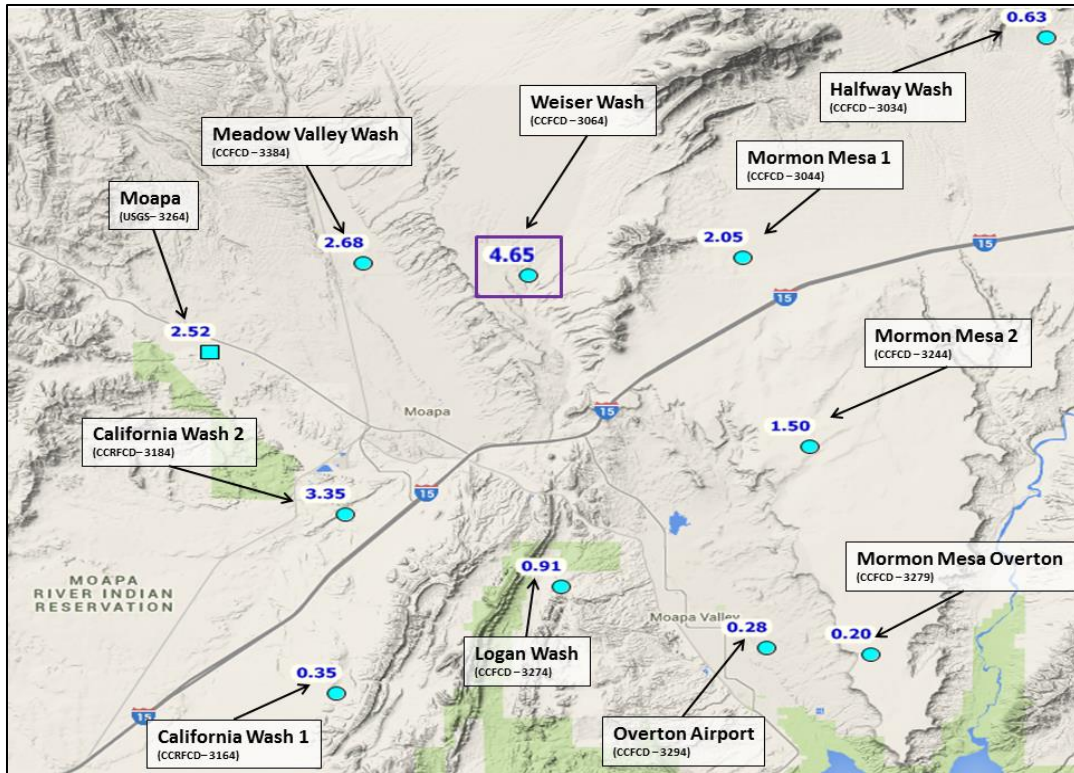 0.63
Halfway Wash
(CCFCD – 3034)
Weiser Wash
(CCFCD – 3064)
Meadow Valley Wash
(CCFCD – 3384)
Mormon Mesa 1
(CCFCD – 3044)
Moapa
(USGS – 3264)
2.68
4.65
2.05
15
15
2.52
Mormon Mesa 2
(CCFCD – 3244)
Moapa
15
1.50
California Wash 2
(CCRFCD – 3184)
3.35
15
MOAPA
RIVER INDIAN
RESERVATION
0.91
Mormon Mesa Overton
(CCFCD – 3279)
Moapa Valley
0.28
0.20
Logan Wash
(CCFCD – 3274)
0.35
15
California Wash 1
(CCRFCD – 3164)
Overton Airport
(CCFCD – 3294)